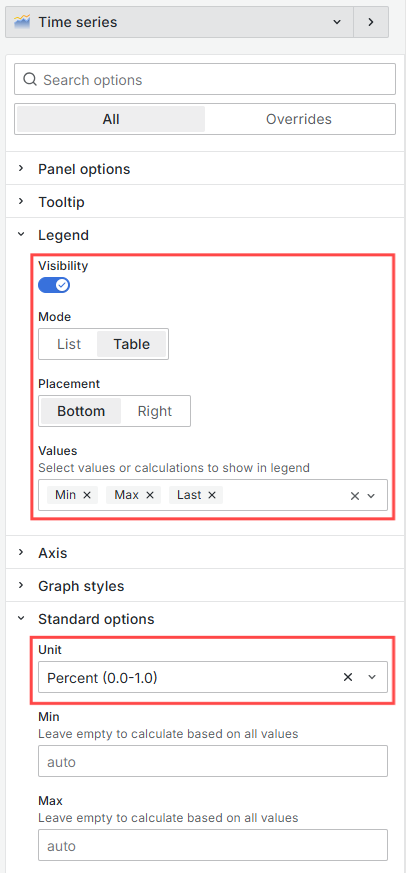 Time series
Search options
All Overrides
Panel options
Tooltip
Legend
Visibility
Mode
List Table
Placement
Bottom Right
Values
Select values or calculations to show in legend
Min Max Last
Axis
Graph styles
Standard options
Unit
Percent (0.0-1.0)
Min
Leave empty to calculate based on all values
auto
Max
Leave empty to calculate based on all values
auto